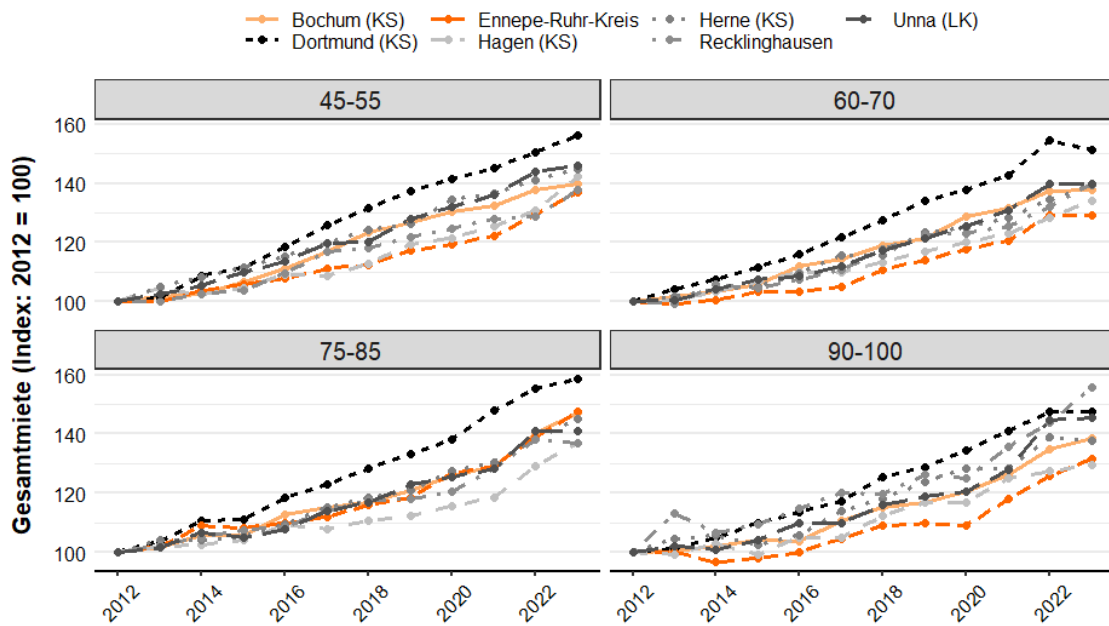 Bochum (KS) Ennepe-Ruhr-Kreis Herne (KS) Unna (LK)
Dortmund (KS) Hagen (KS) Recklinghausen
45-55 60-70
Gesamtmiete (Index: 2012 = 100)
160
140
120
100
75-85 90-100
160
140
120
100
2012 2014 2016 2018 2020 2022 2012 2014 2016 2018 2020 2022